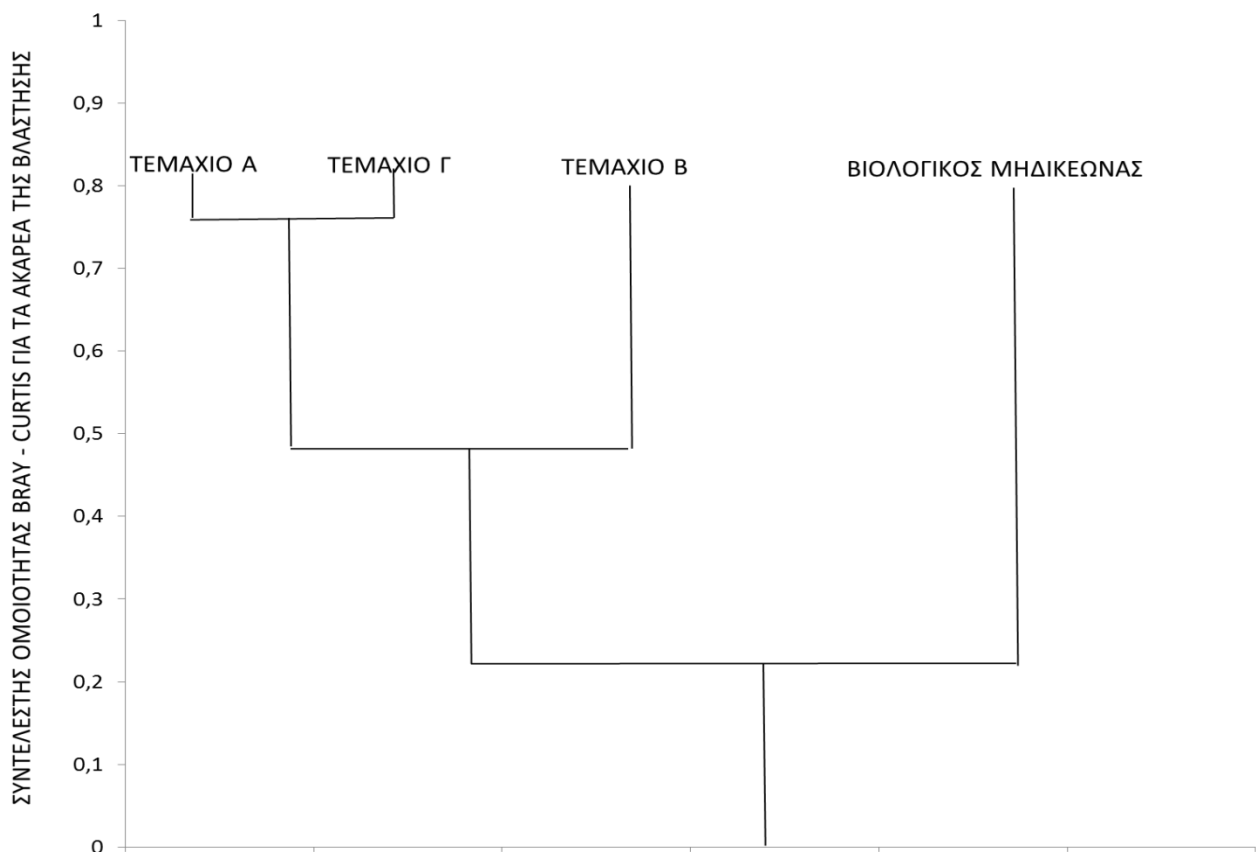 ΣΥΝΤΕΛΕΣΤΗΣ ΟΜΟΙΟΤΗΤΑΣ BRAY - CURTIS ΓΙΑ ΤΑ ΑΚΑΡΕΑ ΤΗΣ ΒΛΑΣΤΗΣΗΣ
1
0,9
0,8
0,7
0,6
0,5
0,4
0,3
0,2
0,1
0
ΤΕΜΑΧΙΟ Α
ΤΕΜΑΧΙΟ Γ
ΤΕΜΑΧΙΟ Β
ΒΙΟΛΟΓΙΚΟΣ ΜΗΔΙΚΕΩΝΑΣ